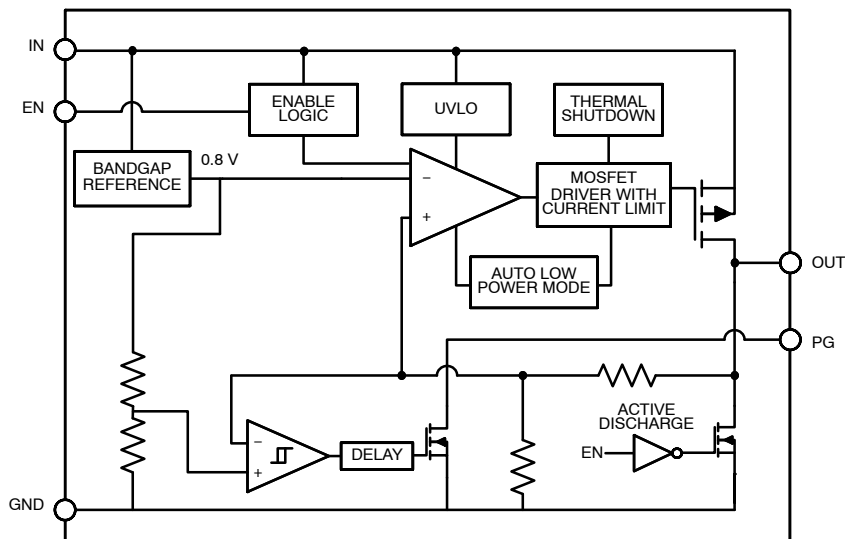 IN
EN
ENABLE
LOGIC
UVLO
THERMAL
SHUTDOWN
BANDGAP
REFERENCE
0.8 V
−
+
MOSFET
DRIVER WITH
CURRENT LIMIT
AUTO LOW
POWER MODE
OUT
PG
ACTIVE
DISCHARGE
−
+
DELAY
EN
GND